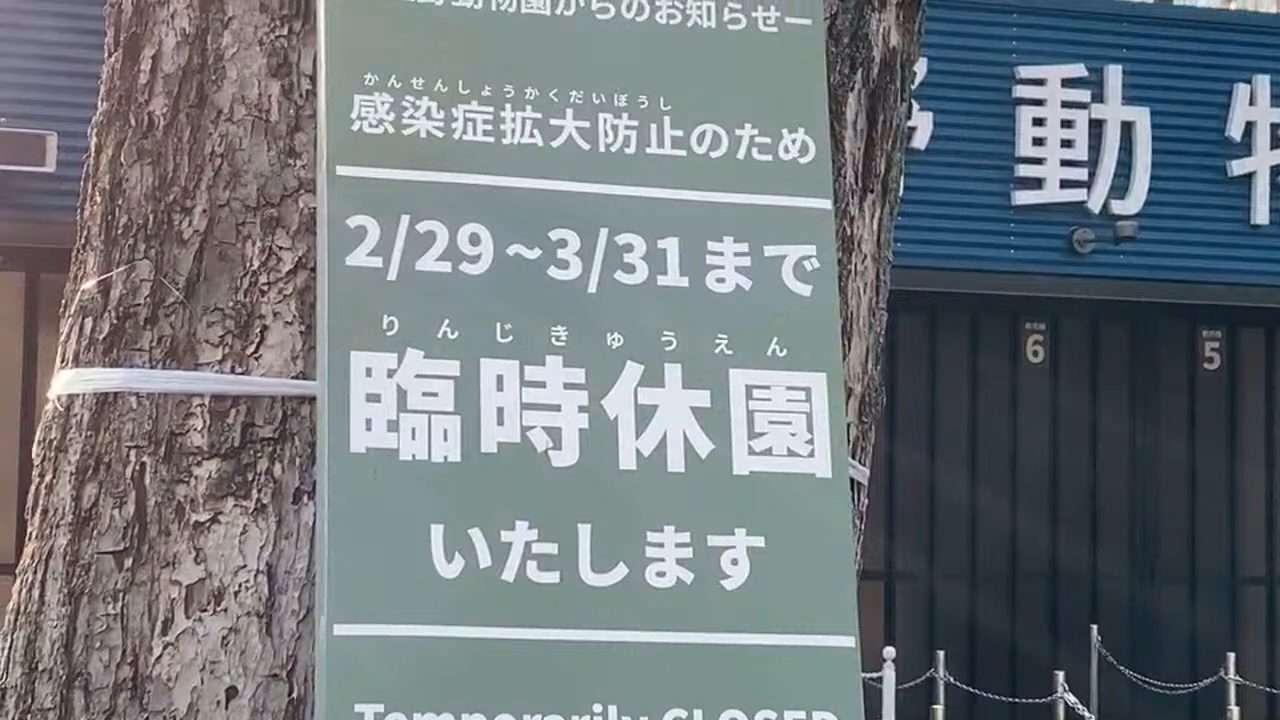 動物園からのお知らせー
かんせんしょうかくだいぼうし
感染症拡大防止のため
2/29~3/31まで
りんじきゅうえん
臨時休園
いたします
Temporarily CLOSED
動物
6
5